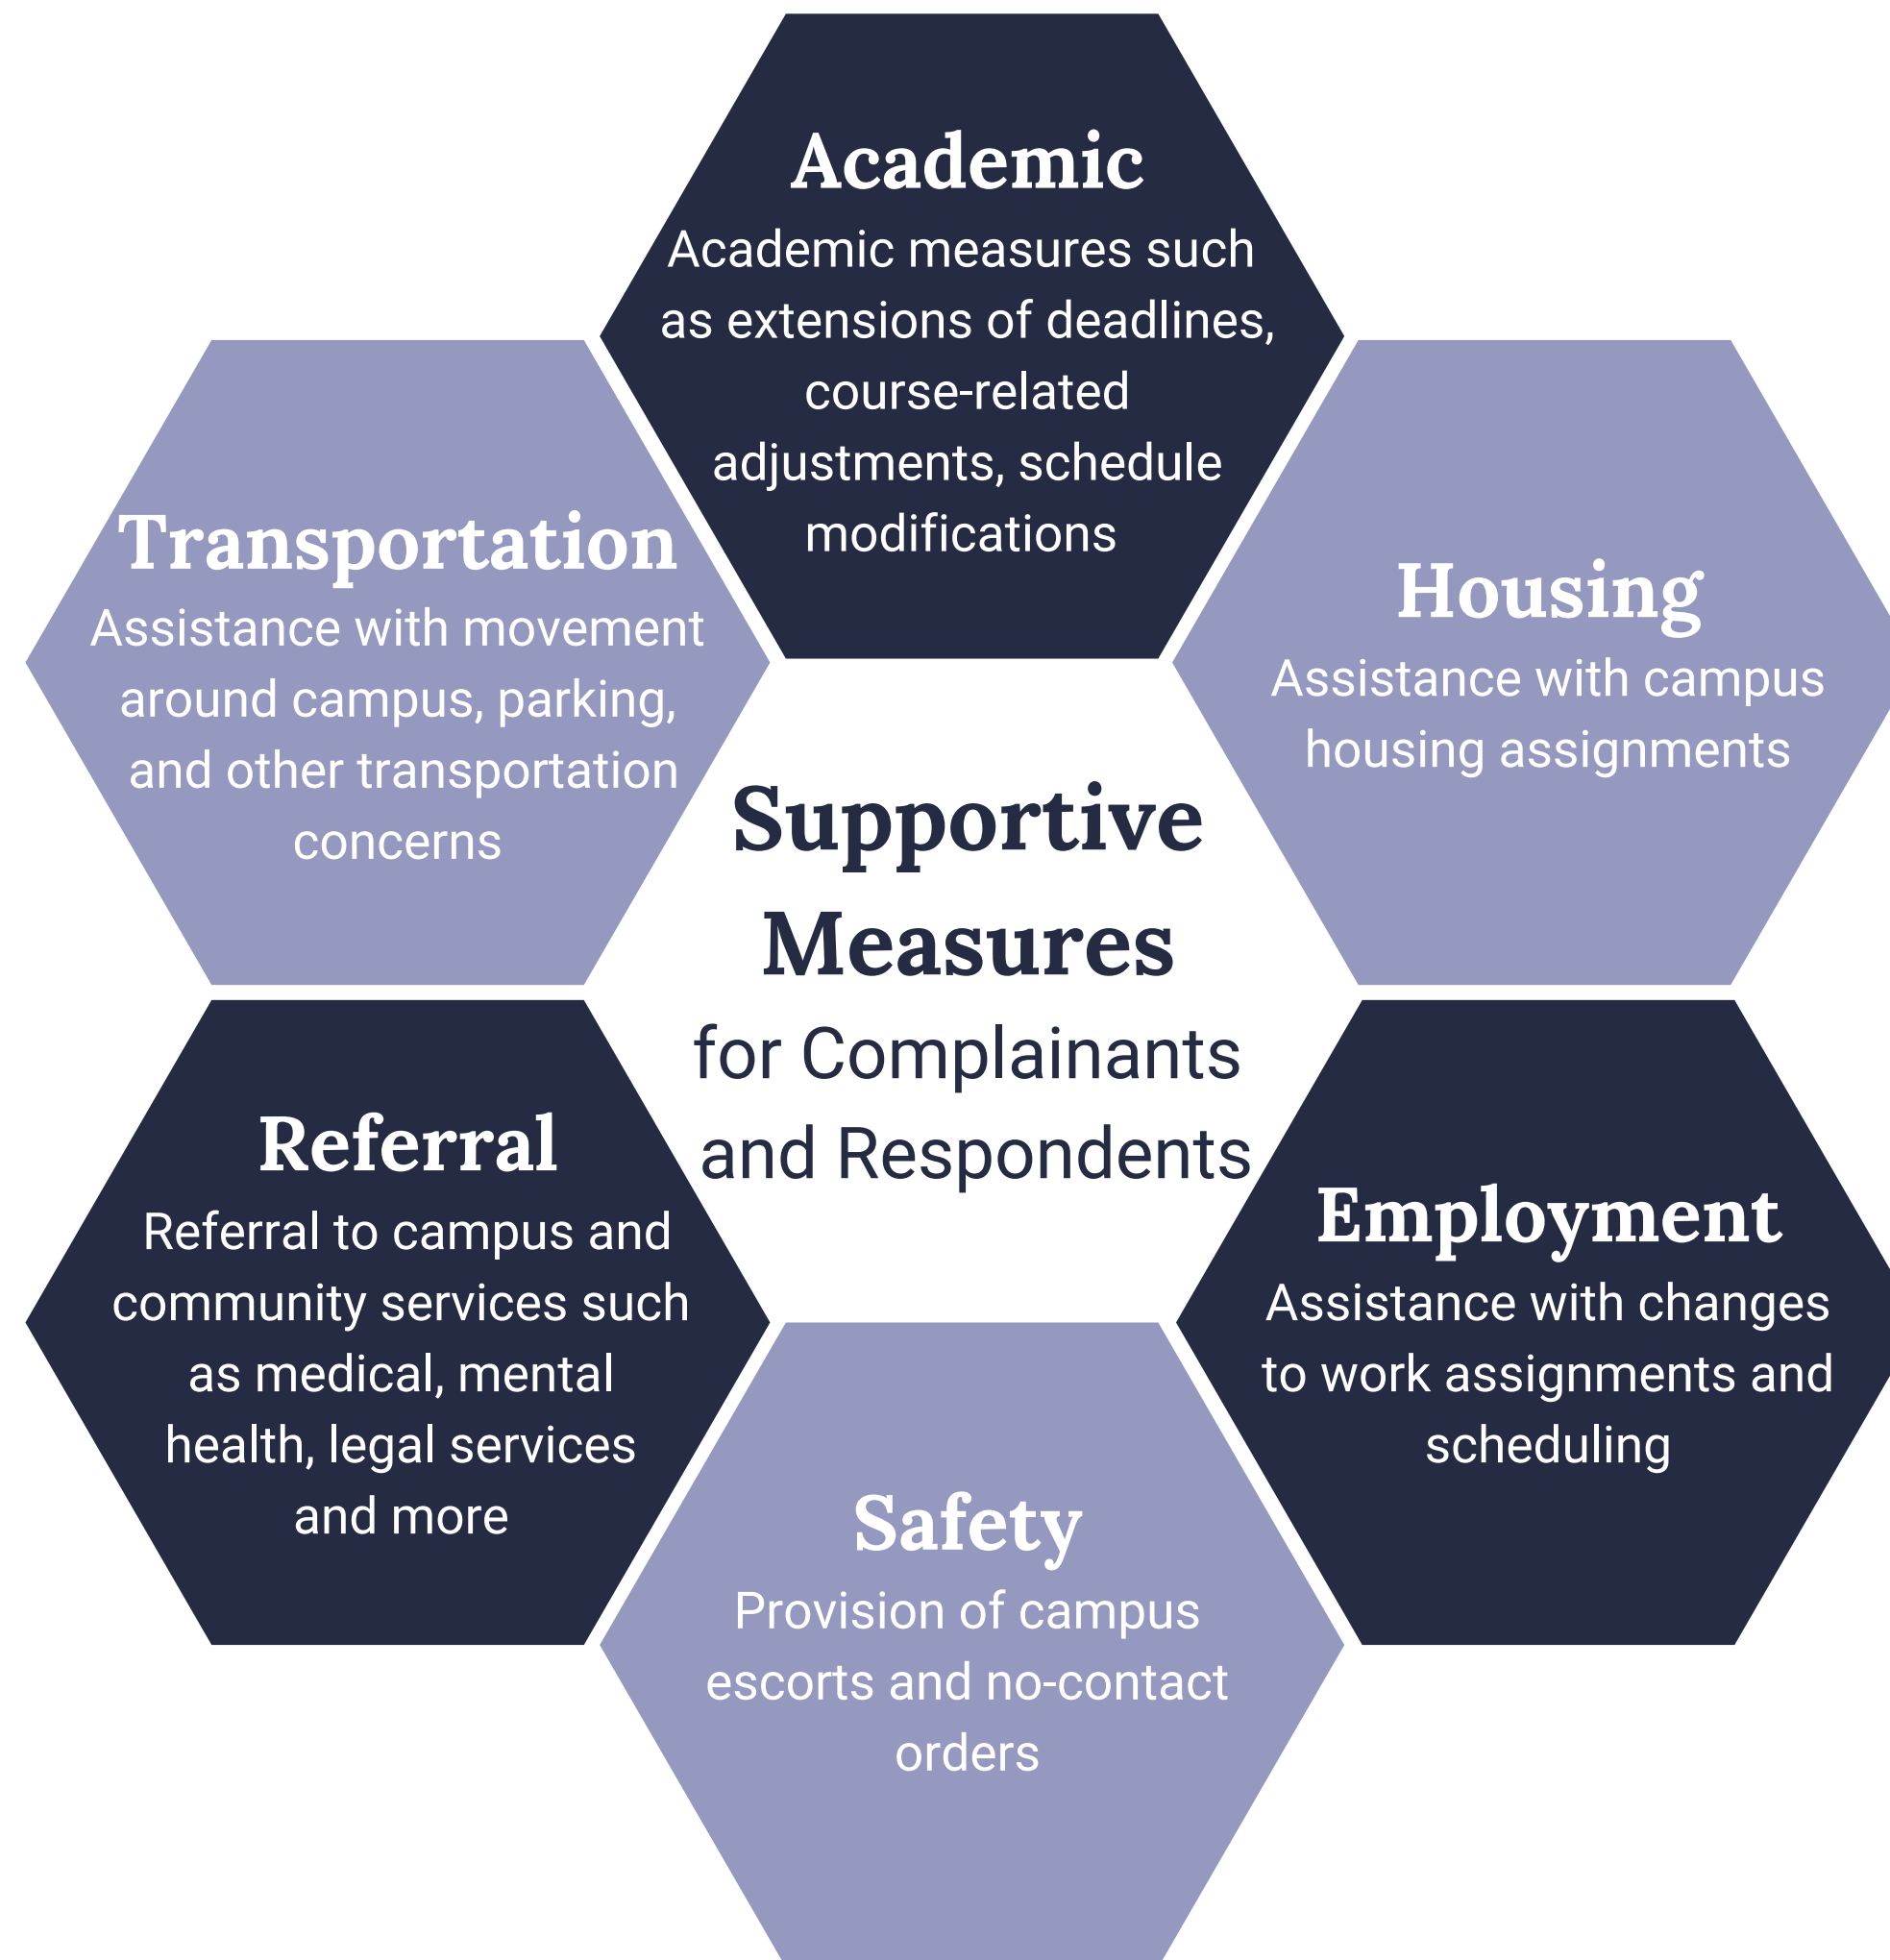 Academic
Academic measures such
as extensions of deadlines,
course-related
adjustments, schedule
modifications
Transportation
Assistance with movement
around campus, parking,
and other transportation
concerns
Housing
Assistance with campus
housing assignments
Supportive
Measures
for Complainants
and Respondents
Referral
Referral to campus and
community services such
as medical, mental
health, legal services
and more
Employment
Assistance with changes
to work assignments and
scheduling
Safety
Provision of campus
escorts and no-contact
orders